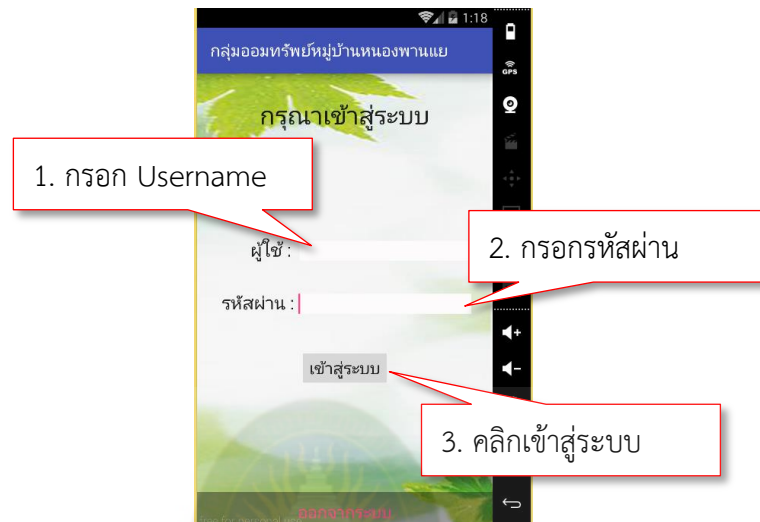 1:18
กลุ่มออมทรัพย์หมู่บ้านหนองพานแย
GPS
กรุณาเข้าสู่ระบบ
1. กรอก Username
ผู้ใช้ :
2. กรอกรหัสผ่าน
รหัสผ่าน :
เข้าสู่ระบบ
3. คลิกเข้าสู่ระบบ
ออกจากระบบ